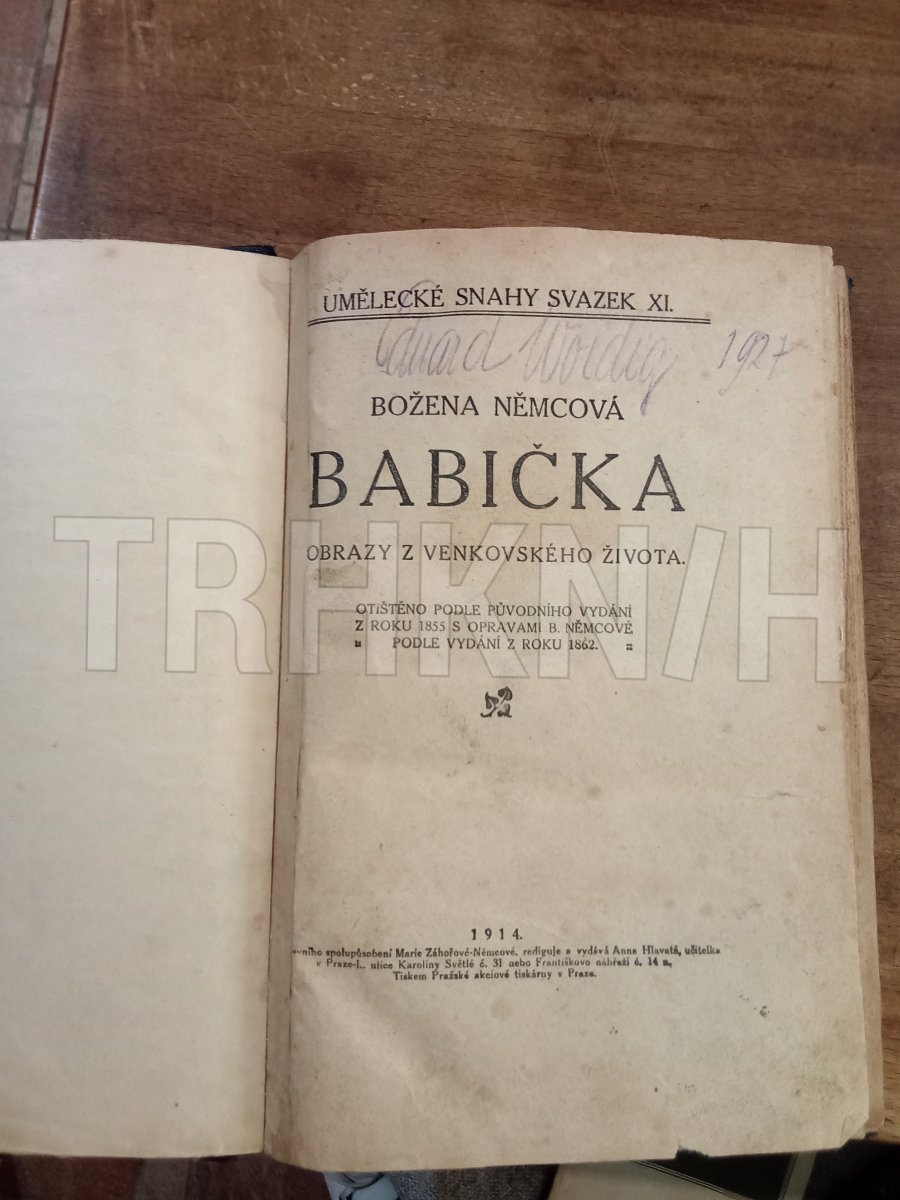 UMĚLECKÉ SNAHY SVAZEK XI.
Eduard 1927
BOŽENA NĚMCOVÁ
BABIČKA
OBRAZY Z VENKOVSKÉHO ŽIVOTA.
OTIŠTĚNO PODLE PŮVODNÍHO VYDÁNÍ
Z ROKU 1855 S OPRAVAMI B. NĚMCOVÉ
PODLE VYDÁNÍ Z ROKU 1862.
TRHKNIH
1914.
spolupůsobení Marie Záhořové-Němcové, rediguje a vydává Anna Hlavatá, učitelka
v Praze-I., ulice Karoliny Světlé č. 31 nebo Františkovo nábřeží č. 14 n,
Tiskem Pražské akciové tiskárny v Praze.